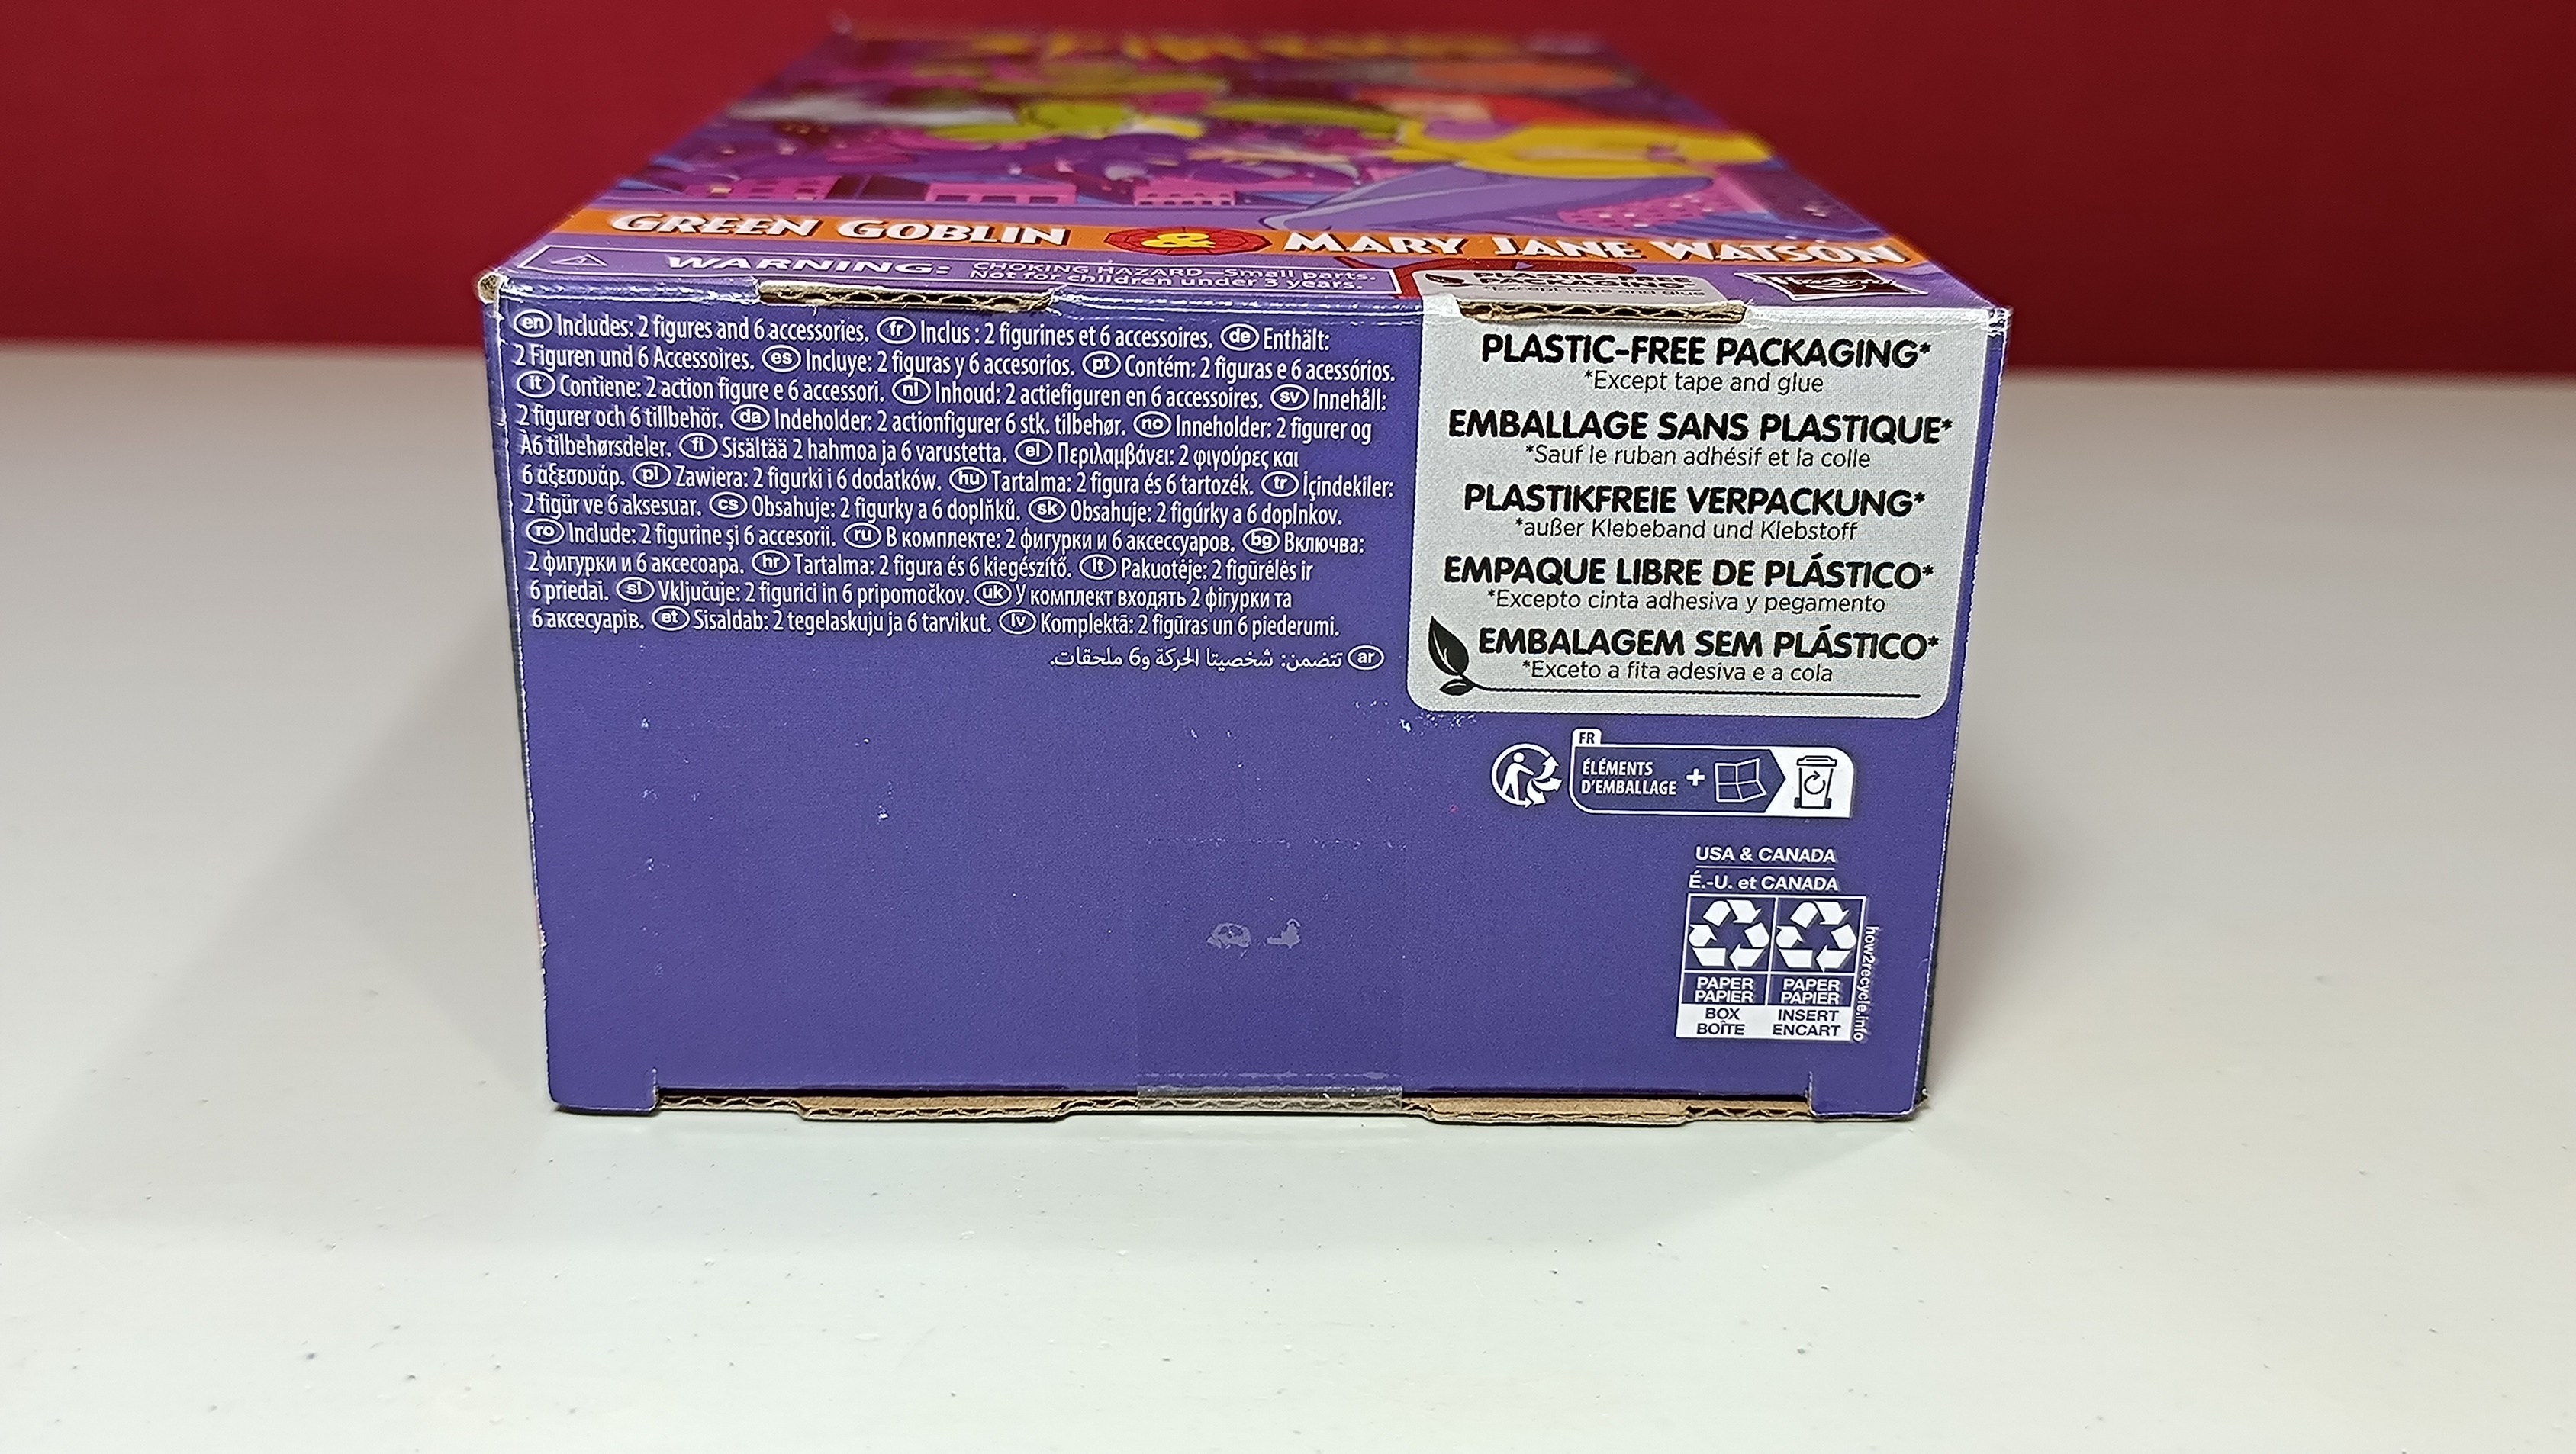 GREEN GOBLIN & MARY JANE WATSON
WARNING: CHOKING HAZARD—Small parts.
Not for children under 3 years.
PLASTIC-FREE
PACKAGING*
Hasbro
en Includes: 2 figures and 6 accessories. fr Inclus : 2 figurines et 6 accessoires. de Enthält:
2 Figuren und 6 Accessoires. es Incluye: 2 figuras y 6 accesorios. pt Contém: 2 figuras e 6 acessórios.
it Contiene: 2 action figure e 6 accessori. nl Inhoud: 2 actiefiguren en 6 accessoires. sv Innehåll:
2 figurer och 6 tillbehör. da Indeholder: 2 actionfigurer 6 stk. tilbehør. no Inneholder: 2 figurer og
À6 tilbehørsdeler. fi Sisältää 2 hahmoa ja 6 varustetta. el Περιλαμβάνει: 2 φιγούρες και
6 αξεσουάρ. pl Zawiera: 2 figurki i 6 dodatków. hu Tartalma: 2 figura és 6 tartozék. tr İçindekiler:
2 figür ve 6 aksesuar. cs Obsahuje: 2 figurky a 6 doplňků. sk Obsahuje: 2 figúrky a 6 doplnkov.
ro Include: 2 figurine și 6 accesorii. ru В комплекте: 2 фигурки и 6 аксессуаров. bg Включва:
2 фигурки и 6 аксесоара. hr Tartalma: 2 figura és 6 kiegészítő. lt Pakuotėje: 2 figūrėlės ir
6 priedai. sl Vključuje: 2 figurici in 6 pripomočkov. uk У комплект входять 2 фігурки та
6 аксесуарів. et Sisaldab: 2 tegelaskuju ja 6 tarvikut. lv Komplektā: 2 figūras un 6 piederumi.
ar تتضمن: شخصيتا الحركة و6 ملحقات.
PLASTIC-FREE PACKAGING*
*Except tape and glue
EMBALLAGE SANS PLASTIQUE*
*Sauf le ruban adhésif et la colle
PLASTIKFREIE VERPACKUNG*
*außer Klebeband und Klebstoff
EMPAQUE LIBRE DE PLÁSTICO*
*Excepto cinta adhesiva y pegamento
EMBALAGEM SEM PLÁSTICO*
*Exceto a fita adesiva e a cola
FR
ÉLÉMENTS
D'EMBALLAGE +
USA & CANADA
É.-U. et CANADA
PAPER PAPER
PAPIER PAPIER
BOX INSERT
BOÎTE ENCART
how2recycle.info